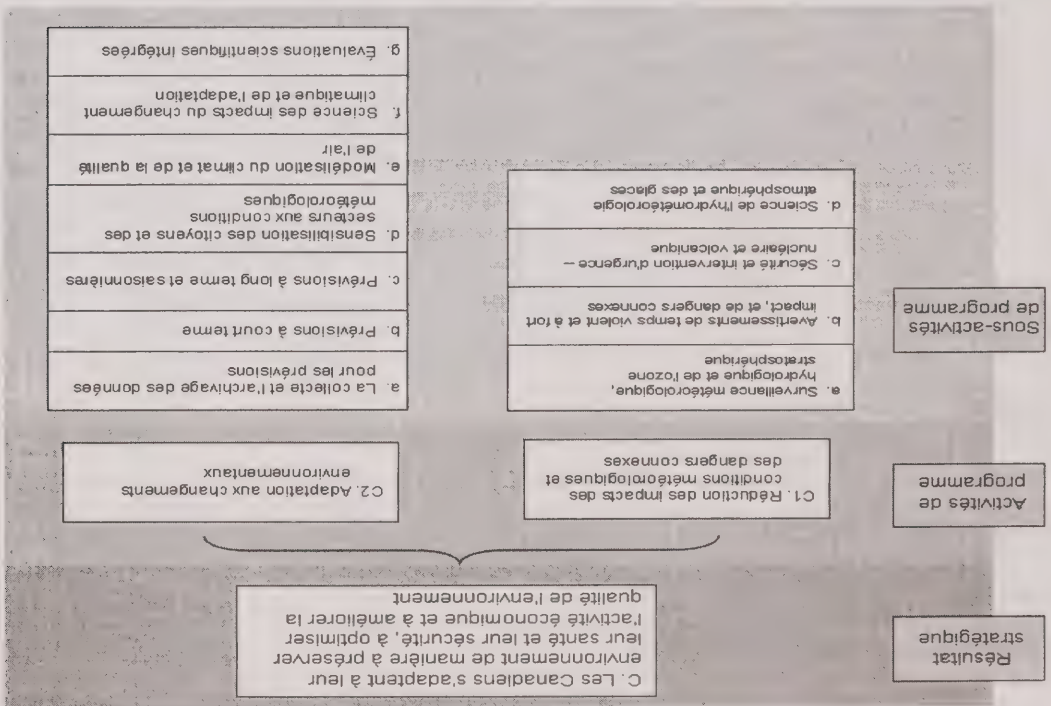 Résultat
stratégique
C. Les Canadiens s'adaptent à leur
environnement de manière à préserver
leur santé et leur sécurité, à optimiser
l'activité économique et à améliorer la
qualité de l'environnement
Activités de
programme
C1. Réduction des impacts des
conditions météorologiques et
des dangers connexes
C2. Adaptation aux changements
environnementaux
Sous-activités
de programme
a. Surveillance météorologique,
hydrologique et de l'ozone
stratosphérique
b. Avertissements de temps violent et à fort
impact, et de dangers connexes
c. Sécurité et intervention d'urgence –
nucléaire et volcanique
d. Science de l'hydrométéorologie
atmosphérique et des glaces
a. La collecte et l'archivage des données
pour les prévisions
b. Prévisions à court terme
c. Prévisions à long terme et saisonnières
d. Sensibilisation des citoyens et des
secteurs aux conditions
météorologiques
e. Modélisation du climat et de la qualité
de l'air
f. Science des impacts du changement
climatique et de l'adaptation
g. Évaluations scientifiques intégrées